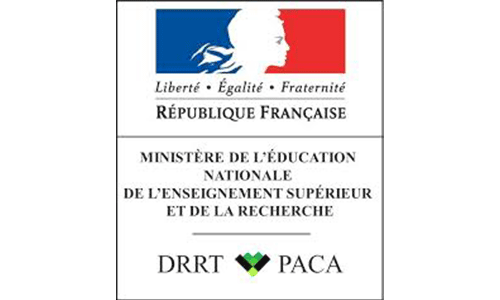 Liberté • Égalité • Fraternité
RÉPUBLIQUE FRANÇAISE
MINISTÈRE DE L'ÉDUCATION
NATIONALE
DE L'ENSEIGNEMENT SUPÉRIEUR
ET DE LA RECHERCHE
DRRT PACA